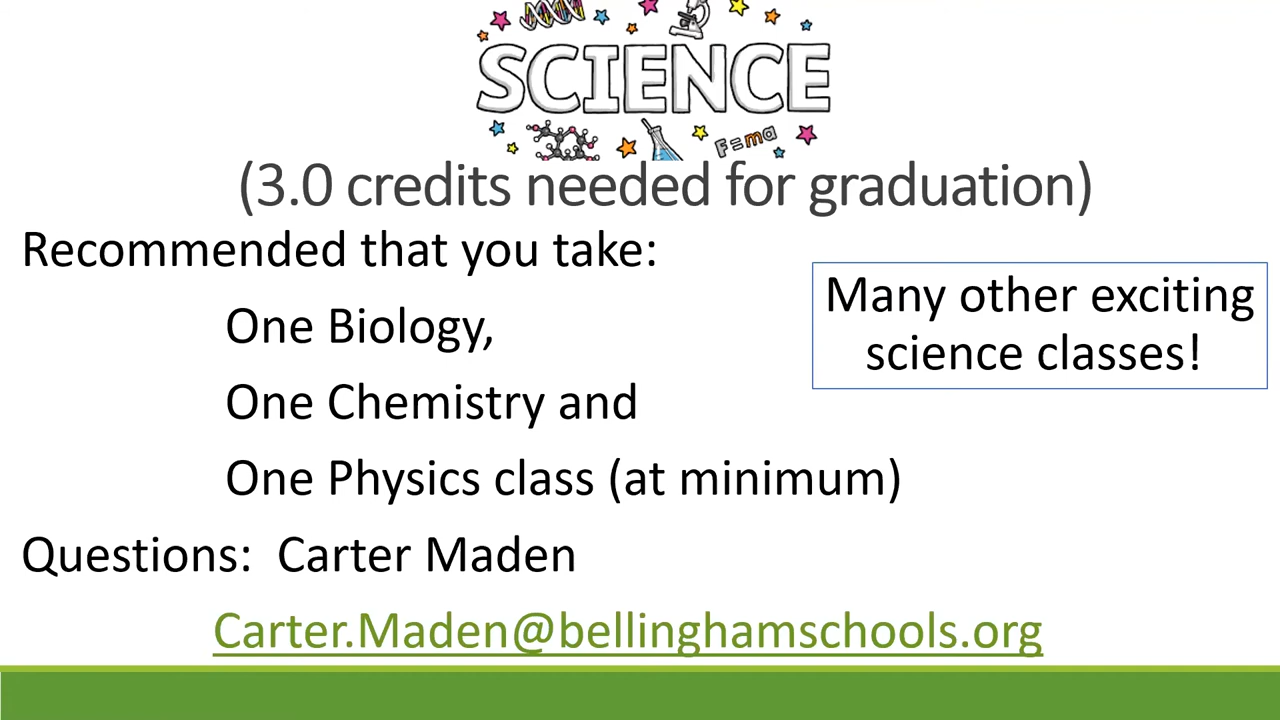 SCIENCE
F=ma
(3.0 credits needed for graduation)
Recommended that you take:
One Biology,
One Chemistry and
One Physics class (at minimum)
Many other exciting
science classes!
Questions: Carter Maden
Carter.Maden@bellinghamschools.org